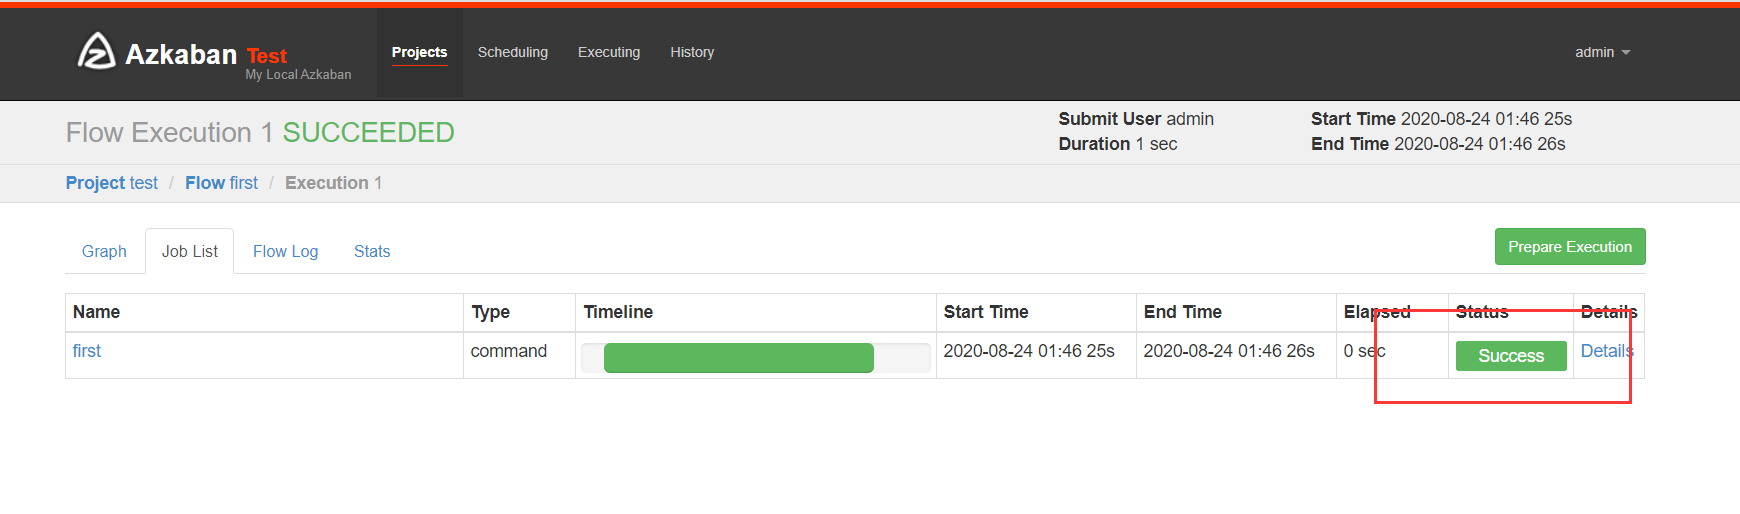 Azkaban Test
My Local Azkaban
Projects Scheduling Executing History admin
Flow Execution 1 SUCCEEDED
Submit User admin Start Time 2020-08-24 01:46 25s
Duration 1 sec End Time 2020-08-24 01:46 26s
Project test / Flow first / Execution 1
Graph Job List Flow Log Stats Prepare Execution
Name Type Timeline Start Time End Time Elapsed Status Details
first command 2020-08-24 01:46 25s 2020-08-24 01:46 26s 0 sec Success Details